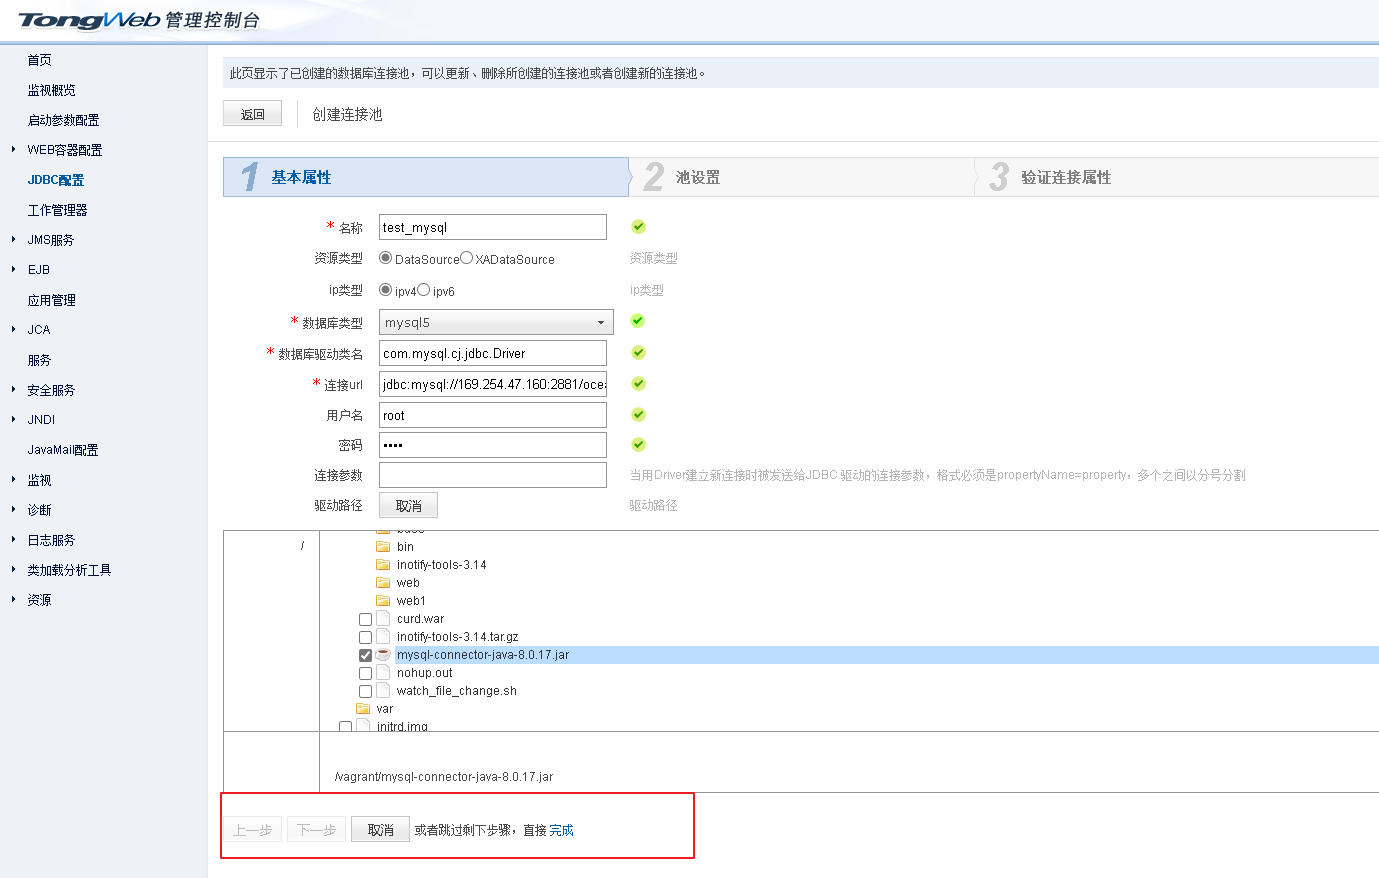 TongWeb 管理控制台
首页
监视概览
启动参数配置
WEB容器配置
JDBC配置
工作管理器
JMS服务
EJB
应用管理
JCA
服务
安全服务
JNDI
JavaMail配置
监视
诊断
日志服务
类加载分析工具
资源
此页显示了已创建的数据库连接池，可以更新、删除所创建的连接池或者创建新的连接池。
返回 创建连接池
1 基本属性 2 池设置 3 验证连接属性
* 名称 test_mysql
资源类型 DataSource XADataSource 资源类型
ip类型 ipv4 ipv6 ip类型
* 数据库类型 mysql5
* 数据库驱动类名 com.mysql.cj.jdbc.Driver
* 连接url jdbc:mysql://169.254.47.160:2881/ocea
用户名 root
密码 ••••
连接参数 当用Driver建立新连接时被发送给JDBC 驱动的连接参数，格式必须是propertyName=property，多个之间以分号分割
驱动路径 取消 驱动路径
/
bin
inotify-tools-3.14
web
web1
curd.war
inotify-tools-3.14.tar.gz
mysql-connector-java-8.0.17.jar
nohup.out
watch_file_change.sh
var
initrd.img
/vagrant/mysql-connector-java-8.0.17.jar
上一步 下一步 取消 或者跳过剩下步骤，直接 完成